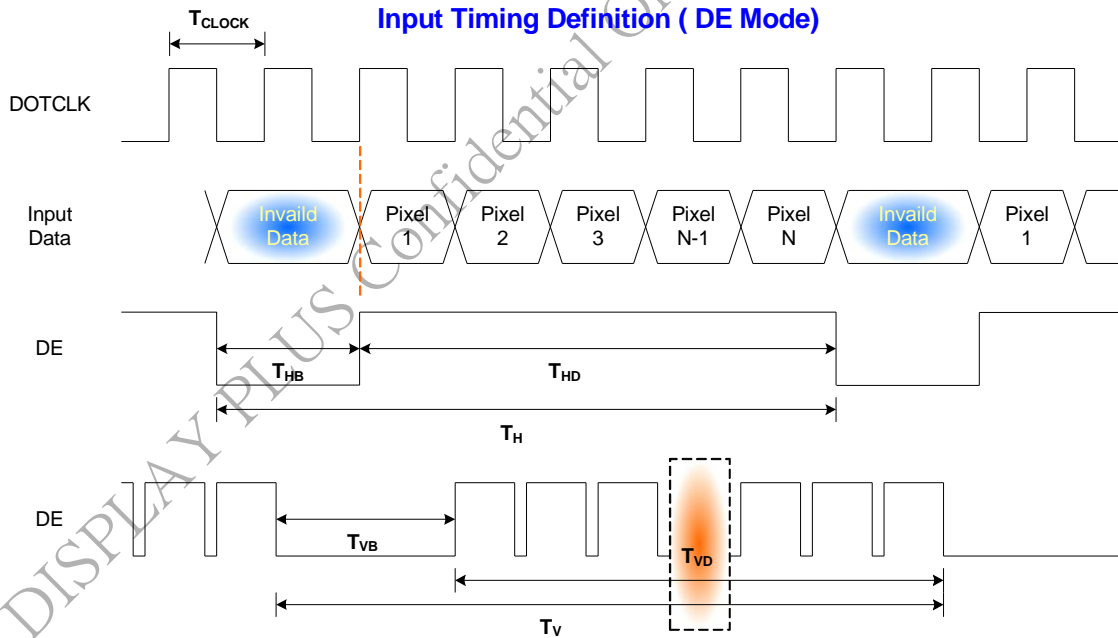 Input Timing Definition ( DE Mode)
TCLOCK
DOTCLK
Input
Data
Invaild
Data
Pixel
1
Pixel
2
Pixel
3
Pixel
N-1
Pixel
N
Invaild
Data
Pixel
1
DE
THB
THD
TH
DE
TVB
TVD
TV
DISPLAY PLUS Confidential